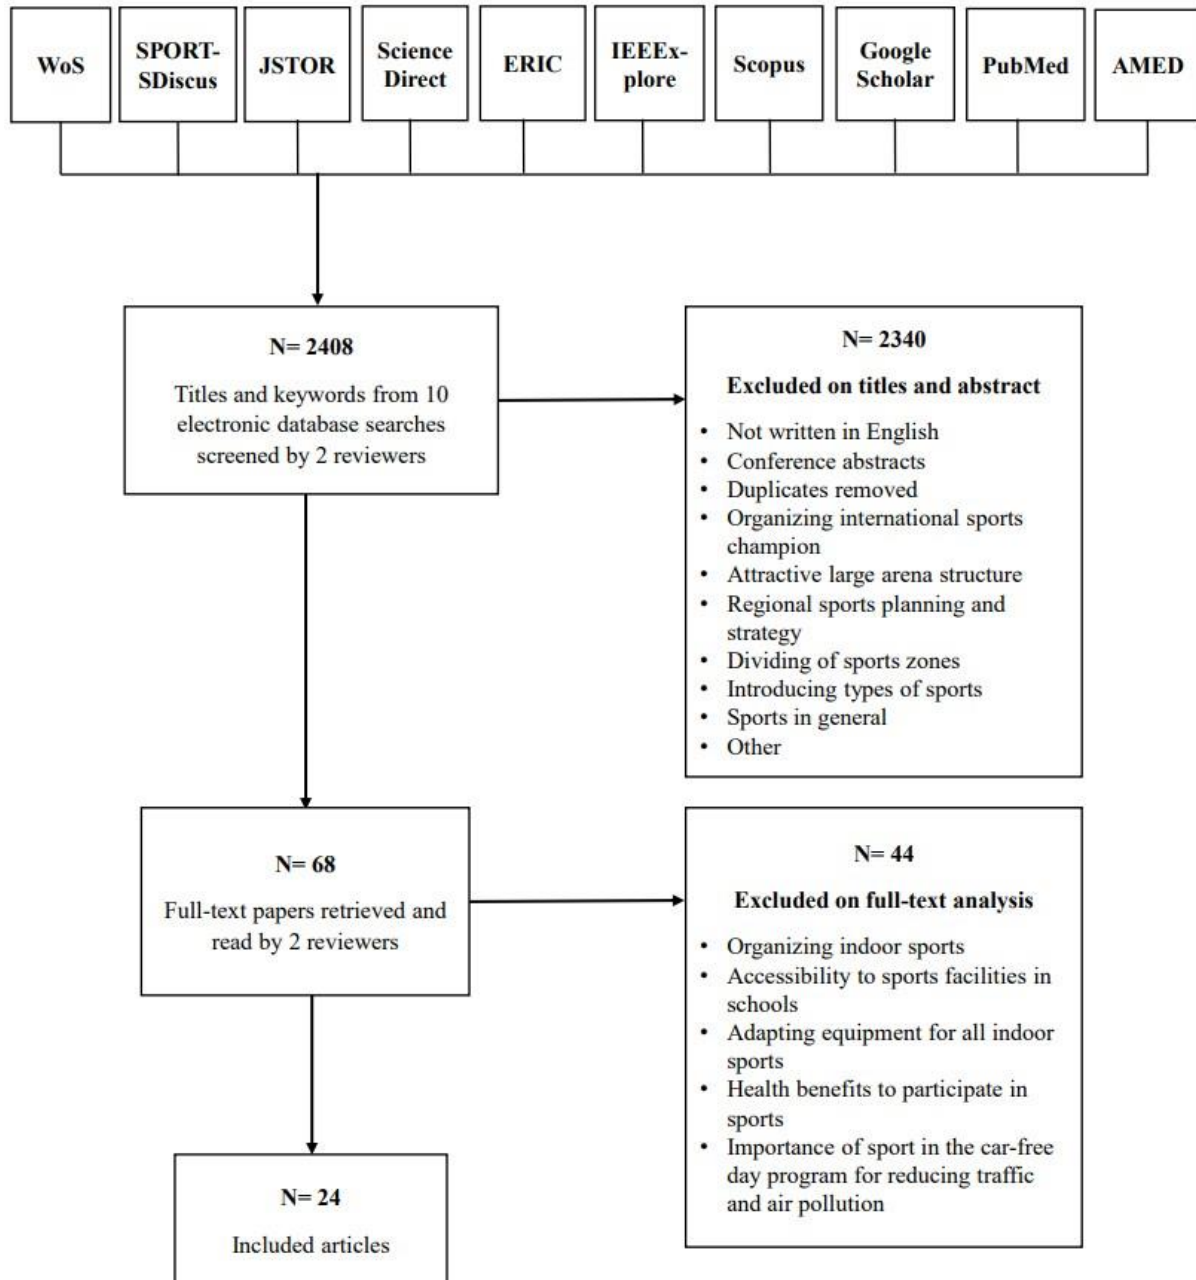 WoS
SPORT-
SDiscus
JSTOR
Science
Direct
ERIC
IEEEx-
plore
Scopus
Google
Scholar
PubMed
AMED
N= 2408
Titles and keywords from 10
electronic database searches
screened by 2 reviewers
N= 2340
Excluded on titles and abstract
• Not written in English
• Conference abstracts
• Duplicates removed
• Organizing international sports
champion
• Attractive large arena structure
• Regional sports planning and
strategy
• Dividing of sports zones
• Introducing types of sports
• Sports in general
• Other
N= 68
Full-text papers retrieved and
read by 2 reviewers
N= 44
Excluded on full-text analysis
• Organizing indoor sports
• Accessibility to sports facilities in
schools
• Adapting equipment for all indoor
sports
• Health benefits to participate in
sports
• Importance of sport in the car-free
day program for reducing traffic
and air pollution
N= 24
Included articles